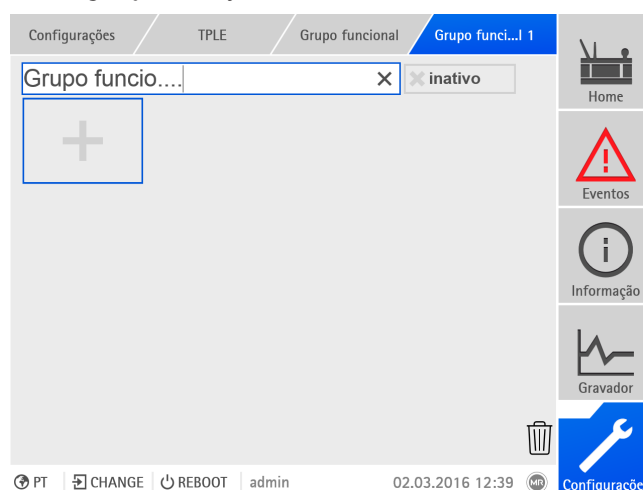 Configurações TPLE Grupo funcional Grupo funci...l 1
Grupo funcio.... inativo
Home
Eventos
Informação
Gravador
Configuraçõe
PT CHANGE REBOOT admin 02.03.2016 12:39 MR